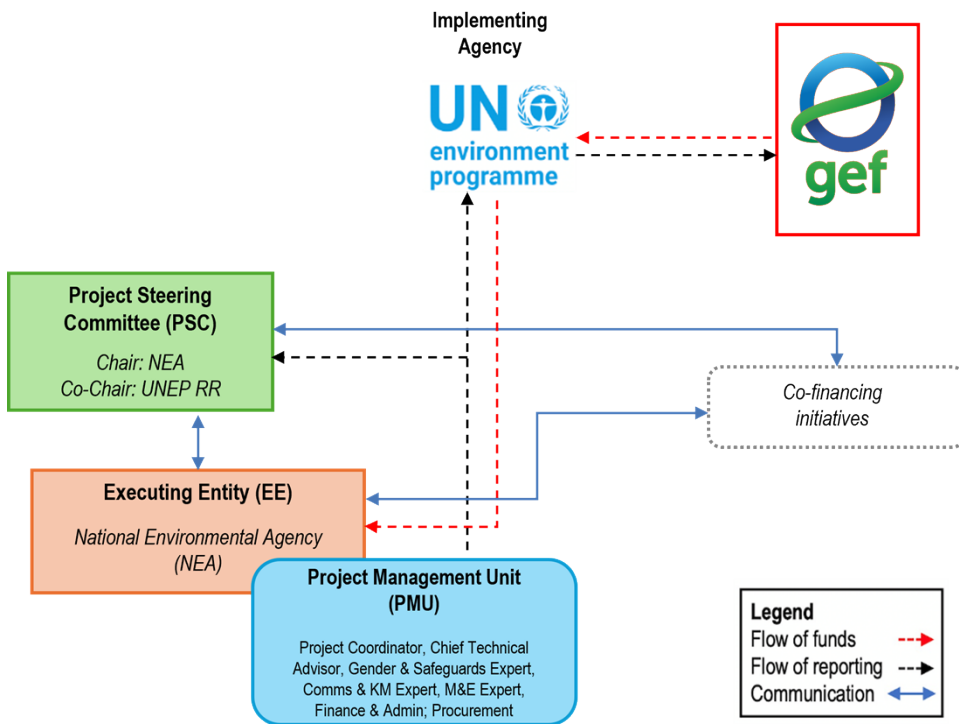 Implementing
Agency
UN
environment
programme
gef
Project Steering
Committee (PSC)
Chair: NEA
Co-Chair: UNEP RR
Co-financing
initiatives
Executing Entity (EE)
National Environmental Agency
(NEA)
Project Management Unit
(PMU)
Project Coordinator, Chief Technical
Advisor, Gender & Safeguards Expert,
Comms & KM Expert, M&E Expert,
Finance & Admin; Procurement
Legend
Flow of funds
Flow of reporting
Communication